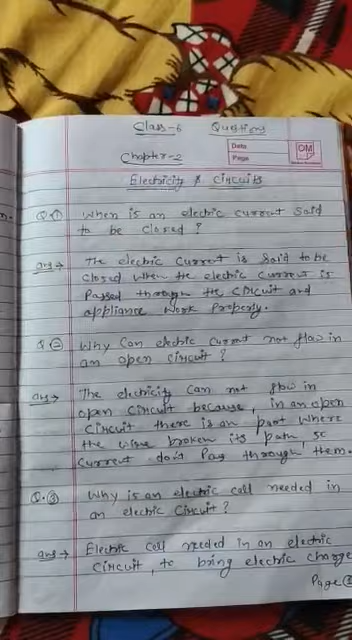 Class-6 Questions
Date
Page
OM
Chapter-2
Electricity & Circuits
Q.① When is an electric current said
to be closed?
ans→ The electric current is said to be
closed when the electric current is
passed through the circuit and
appliance work properly.
Q② Why Can electric current not flow in
an open circuit?
ans→ The electricity can not flow in
open circuit because, in an open
circuit there is an part where
the wire broken its path, so
current don't pass through them.
Q.③ Why is an electric cell needed in
an electric circuit?
ans→ Electric cell needed in an electric
circuit, to bring electric charge
Page